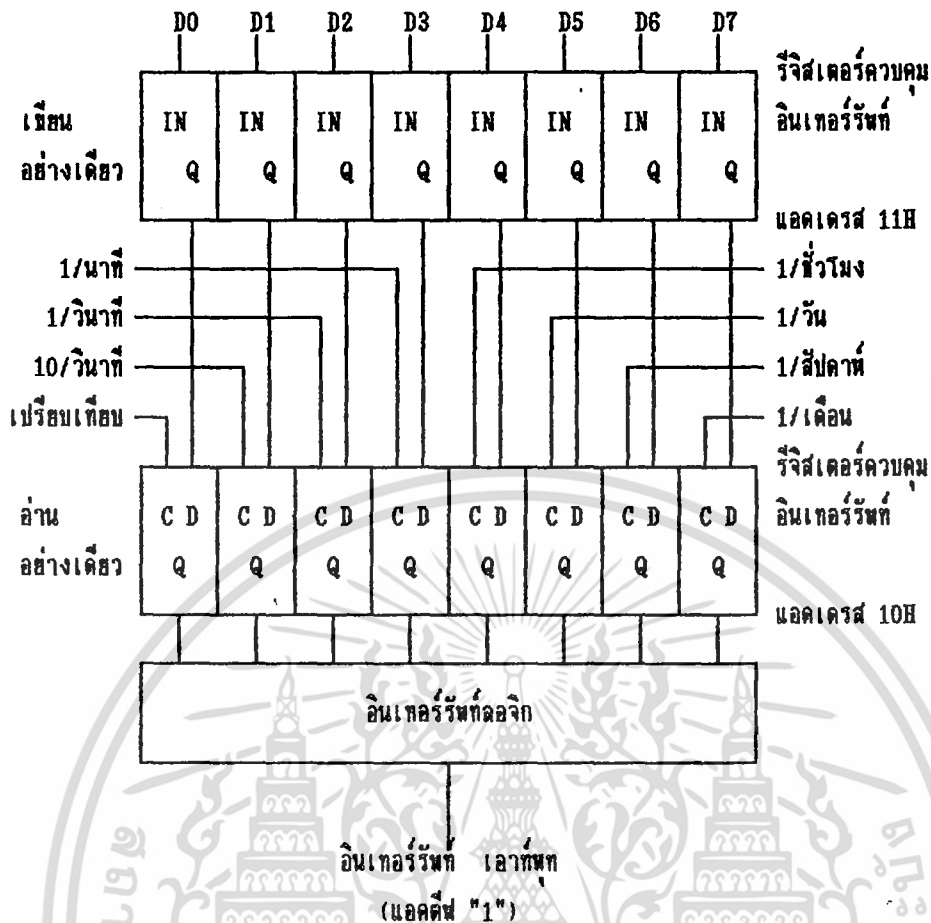 D0 D1 D2 D3 D4 D5 D6 D7
รีจิสเตอร์ควบคุม
เขียน IN IN IN IN IN IN IN IN อินเทอร์รัพท์
อย่างเดียว Q Q Q Q Q Q Q Q
แอดเดรส 11H
1/นาที 1/ชั่วโมง
1/วินาที 1/วัน
10/วินาที 1/สัปดาห์
เปรียบเทียบ 1/เดือน
รีจิสเตอร์ควบคุม
อ่าน C D C D C D C D C D C D C D C D อินเทอร์รัพท์
อย่างเดียว Q Q Q Q Q Q Q Q
แอดเดรส 10H
อินเทอร์รัพท์ลอจิก
อินเทอร์รัพท์ เอาท์พุท
(แอคตีฟ "1")